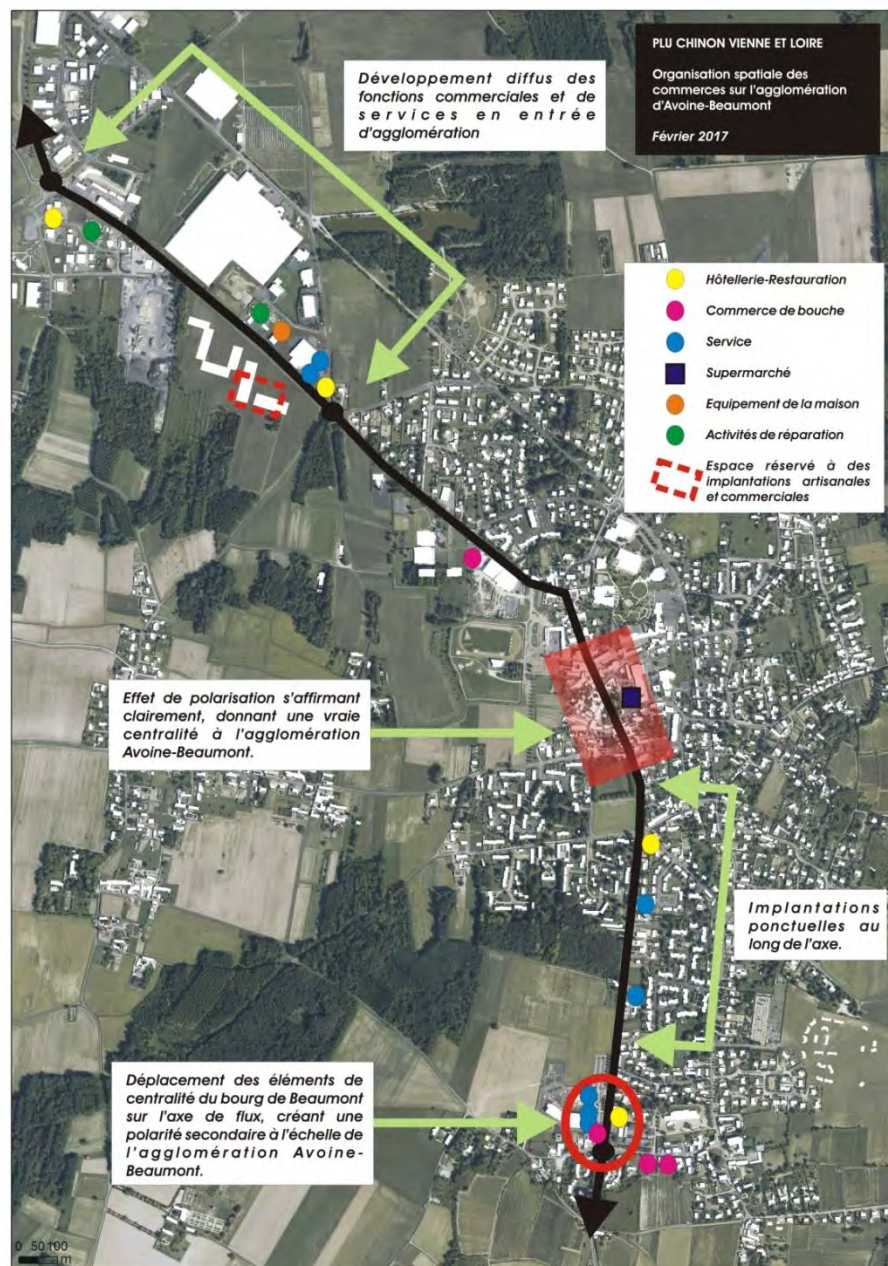 PLU CHINON VIENNE ET LOIRE
Organisation spatiale des
commerces sur l'agglomération
d'Avoine-Beaumont
Février 2017
Développement diffus des
fonctions commerciales et de
services en entrée
d'agglomération
Hôtellerie-Restauration
Commerce de bouche
Service
Supermarché
Equipement de la maison
Activités de réparation
Espace réservé à des
implantations artisanales
et commerciales
Effet de polarisation s'affirmant
clairement, donnant une vraie
centralité à l'agglomération
Avoine-Beaumont.
Implantations
ponctuelles au
long de l'axe.
Déplacement des éléments de
centralité du bourg de Beaumont
sur l'axe de flux, créant une
polarité secondaire à l'échelle de
l'agglomération Avoine-
Beaumont.
0 50 100
m